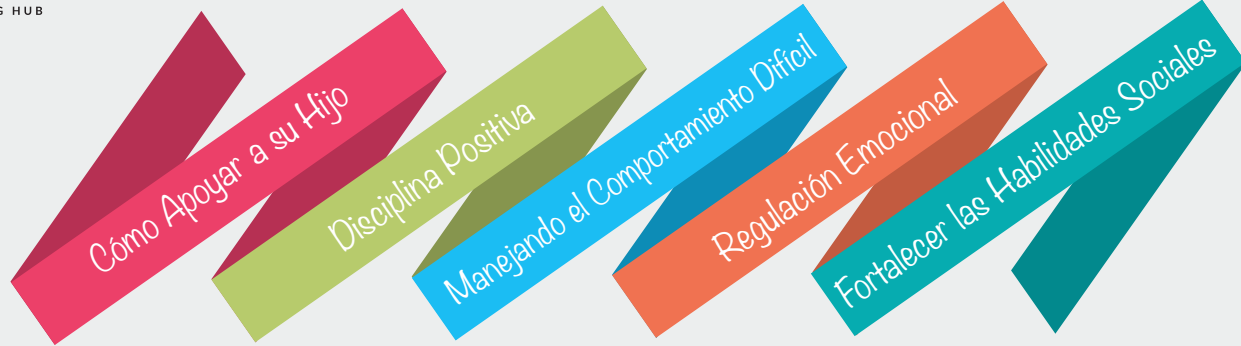 HUB
Cómo Apoyar a su Hijo
Disciplina Positiva
Manejando el Comportamiento Difícil
Regulación Emocional
Fortalecer las Habilidades Sociales